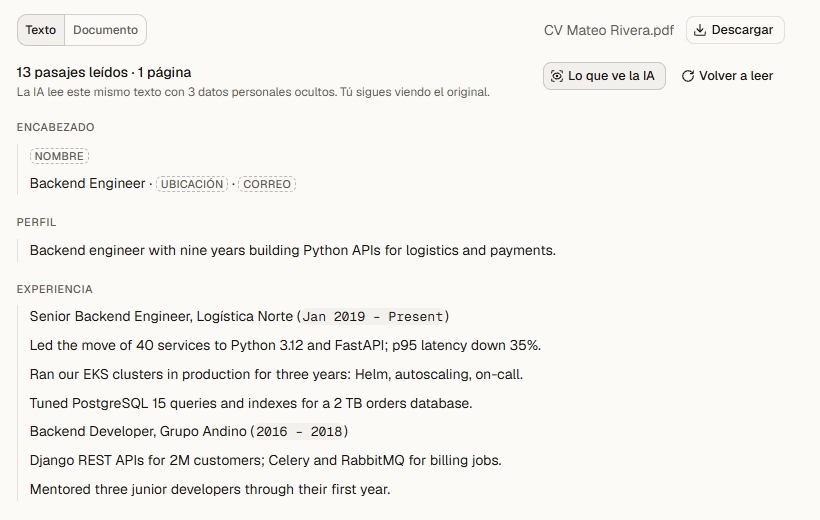 Texto Documento CV Mateo Rivera.pdf Descargar
13 pasajes leídos · 1 página Lo que ve la IA Volver a leer
La IA lee este mismo texto con 3 datos personales ocultos. Tú sigues viendo el original.
ENCABEZADO
NOMBRE
Backend Engineer · UBICACIÓN · CORREO
PERFIL
Backend engineer with nine years building Python APIs for logistics and payments.
EXPERIENCIA
Senior Backend Engineer, Logística Norte (Jan 2019 – Present)
Led the move of 40 services to Python 3.12 and FastAPI; p95 latency down 35%.
Ran our EKS clusters in production for three years: Helm, autoscaling, on-call.
Tuned PostgreSQL 15 queries and indexes for a 2 TB orders database.
Backend Developer, Grupo Andino (2016 – 2018)
Django REST APIs for 2M customers; Celery and RabbitMQ for billing jobs.
Mentored three junior developers through their first year.